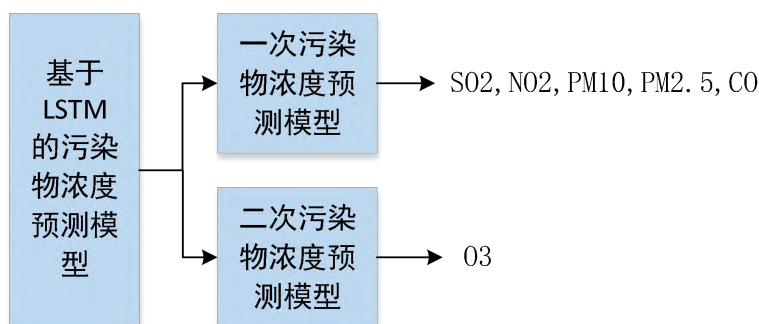 基于
LSTM
的污染
物浓度
预测模
型
一次污染
物浓度预
测模型
SO2,NO2,PM10,PM2.5,CO
二次污染
物浓度预
测模型
O3